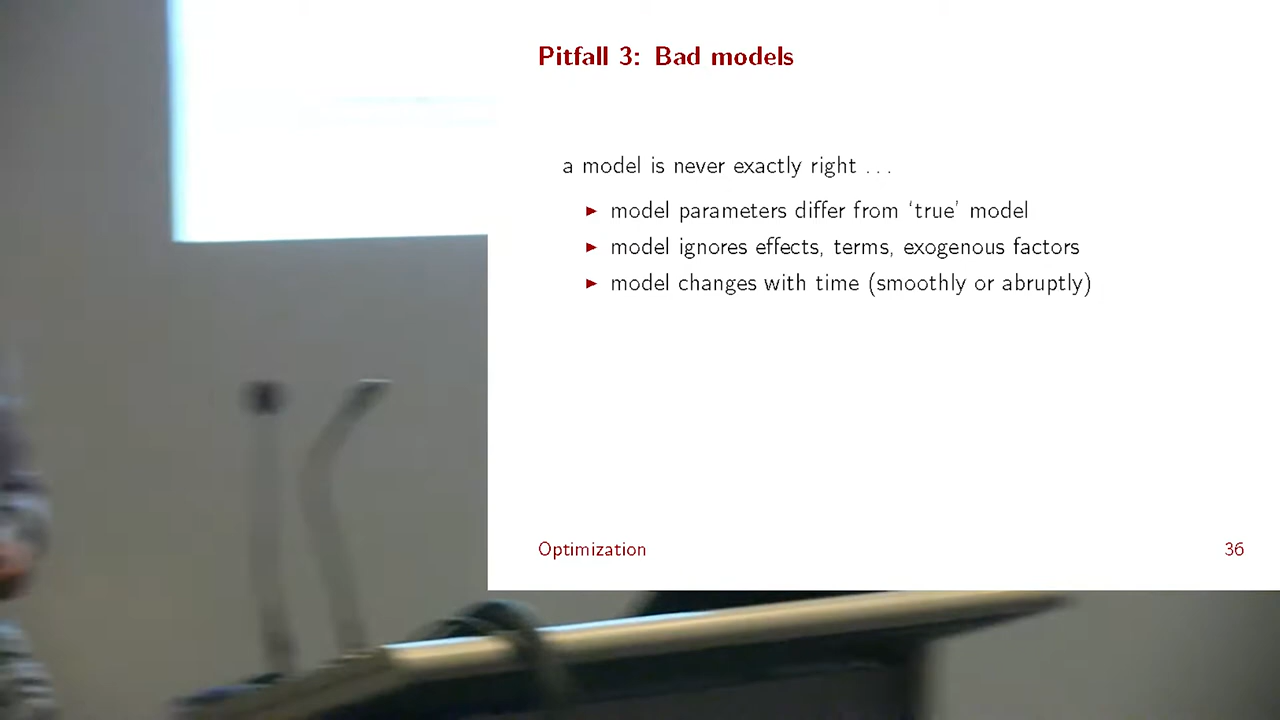 Pitfall 3: Bad models
a model is never exactly right . . .
▶ model parameters differ from ‘true’ model
▶ model ignores effects, terms, exogenous factors
▶ model changes with time (smoothly or abruptly)
Optimization 36